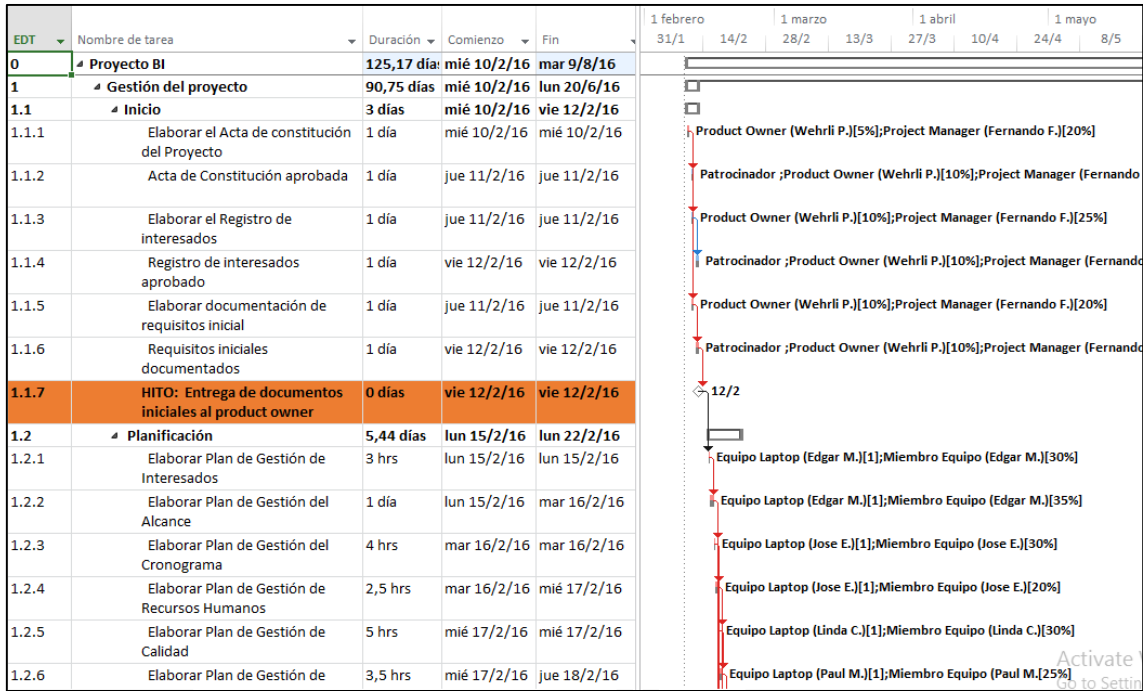 1 febrero 1 marzo 1 abril 1 mayo
EDT Nombre de tarea Duración Comienzo Fin 31/1 14/2 28/2 13/3 27/3 10/4 24/4 8/5
0 Proyecto BI 125,17 días mié 10/2/16 mar 9/8/16
1 Gestión del proyecto 90,75 días mié 10/2/16 lun 20/6/16
1.1 Inicio 3 días mié 10/2/16 vie 12/2/16
1.1.1 Elaborar el Acta de constitución 1 día mié 10/2/16 mié 10/2/16 Product Owner (Wehrli P.)[5%];Project Manager (Fernando F.)[20%]
del Proyecto
1.1.2 Acta de Constitución aprobada 1 día jue 11/2/16 jue 11/2/16 Patrocinador ;Product Owner (Wehrli P.)[10%];Project Manager (Fernando
1.1.3 Elaborar el Registro de 1 día jue 11/2/16 jue 11/2/16 Product Owner (Wehrli P.)[10%];Project Manager (Fernando F.)[25%]
interesados
1.1.4 Registro de interesados 1 día vie 12/2/16 vie 12/2/16 Patrocinador ;Product Owner (Wehrli P.)[10%];Project Manager (Fernando
aprobado
1.1.5 Elaborar documentación de 1 día jue 11/2/16 jue 11/2/16 Product Owner (Wehrli P.)[10%];Project Manager (Fernando F.)[20%]
requisitos inicial
1.1.6 Requisitos iniciales 1 día vie 12/2/16 vie 12/2/16 Patrocinador ;Product Owner (Wehrli P.)[10%];Project Manager (Fernando
documentados
1.1.7 HITO: Entrega de documentos 0 días vie 12/2/16 vie 12/2/16 12/2
iniciales al product owner
1.2 Planificación 5,44 días lun 15/2/16 lun 22/2/16
1.2.1 Elaborar Plan de Gestión de 3 hrs lun 15/2/16 lun 15/2/16 Equipo Laptop (Edgar M.)[1];Miembro Equipo (Edgar M.)[30%]
Interesados
1.2.2 Elaborar Plan de Gestión del 1 día lun 15/2/16 mar 16/2/16 Equipo Laptop (Edgar M.)[1];Miembro Equipo (Edgar M.)[35%]
Alcance
1.2.3 Elaborar Plan de Gestión del 4 hrs mar 16/2/16 mar 16/2/16 Equipo Laptop (Jose E.)[1];Miembro Equipo (Jose E.)[30%]
Cronograma
1.2.4 Elaborar Plan de Gestión de 2,5 hrs mar 16/2/16 mié 17/2/16 Equipo Laptop (Jose E.)[1];Miembro Equipo (Jose E.)[20%]
Recursos Humanos
1.2.5 Elaborar Plan de Gestión de 5 hrs mié 17/2/16 mié 17/2/16 Equipo Laptop (Linda C.)[1];Miembro Equipo (Linda C.)[30%]
Calidad
Activate
1.2.6 Elaborar Plan de Gestión de 3,5 hrs mié 17/2/16 jue 18/2/16 Equipo Laptop (Paul M.)[1];Miembro Equipo (Paul M.[25%]
Go to Settin